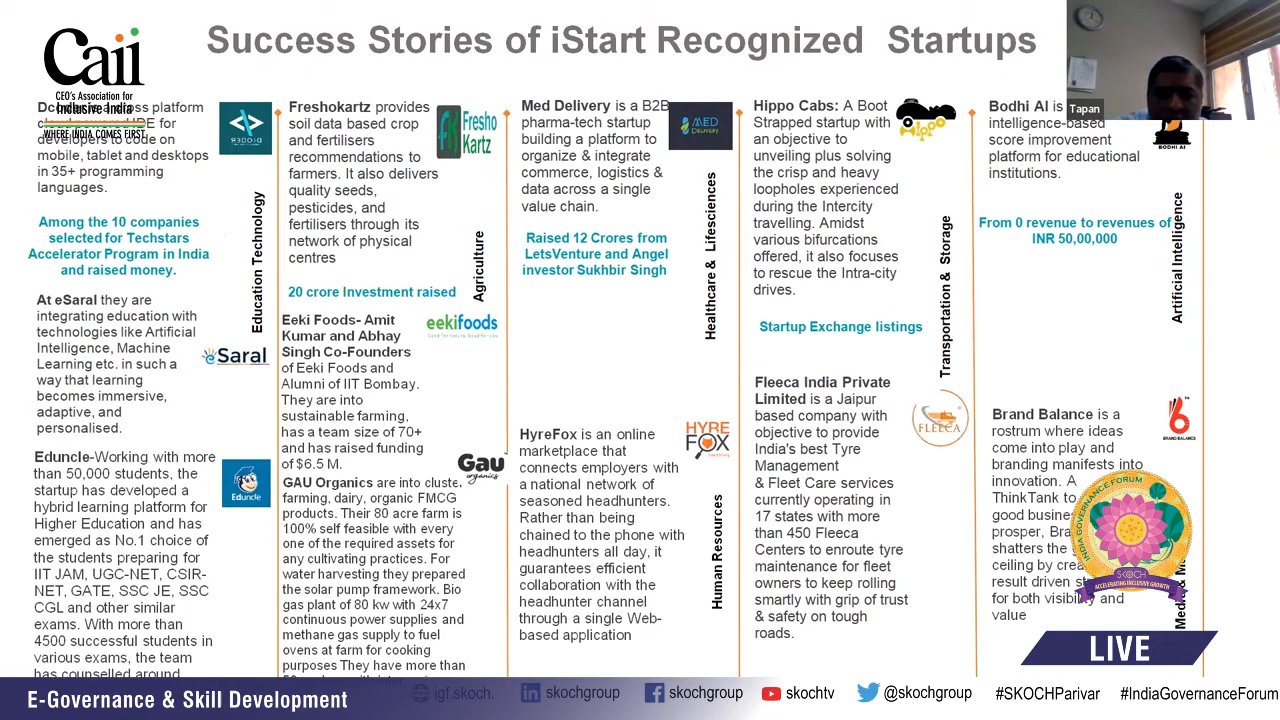 Success Stories of iStart Recognized Startups
Caii
CEO's Association for
Inclusive India
WHERE INDIA COMES FIRST
Tapan
platform
for
developers to code on
mobile, tablet and desktops
in 35+ programming
languages.
Among the 10 companies
selected for Techstars
Accelerator Program in India
and raised money.
At eSaral they are
integrating education with
technologies like Artificial
Intelligence, Machine
Learning etc. in such a
way that learning
becomes immersive,
adaptive, and
personalised.
eSaral
Eduncle-Working with more
than 50,000 students, the
startup has developed a
hybrid learning platform for
Higher Education and has
emerged as No.1 choice of
the students preparing for
IIT JAM, UGC-NET, CSIR-
NET, GATE, SSC JE, SSC
CGL and other similar
exams. With more than
4500 successful students in
various exams, the team
has counselled around
Eduncle
Education Technology
Freshokartz provides
soil data based crop
and fertilisers
recommendations to
farmers. It also delivers
quality seeds,
pesticides, and
fertilisers through its
network of physical
centres
Fresho
Kartz
20 crore Investment raised
Agriculture
Eeki Foods- Amit
Kumar and Abhay
Singh Co-Founders
of Eeki Foods and
Alumni of IIT Bombay.
They are into
sustainable farming,
has a team size of 70+
and has raised funding
of $6.5 M.
eekifoods
Gau
organics
GAU Organics are into cluster
farming, dairy, organic FMCG
products. Their 80 acre farm is
100% self feasible with every
one of the required assets for
any cultivating practices. For
water harvesting they prepared
the solar pump framework. Bio
gas plant of 80 kw with 24x7
continuous power supplies and
methane gas supply to fuel
ovens at farm for cooking
purposes They have more than
Med Delivery is a B2B
pharma-tech startup
building a platform to
organize & integrate
commerce, logistics &
data across a single
value chain.
MED
DELIVERY
Raised 12 Crores from
LetsVenture and Angel
investor Sukhbir Singh
Healthcare & Lifesciences
HyreFox is an online
marketplace that
connects employers with
a national network of
seasoned headhunters.
Rather than being
chained to the phone with
headhunters all day, it
guarantees efficient
collaboration with the
headhunter channel
through a single Web-
based application
HYRE
FOX
Human Resources
Hippo Cabs: A Boot
Strapped startup with
an objective to
unveiling plus solving
the crisp and heavy
loopholes experienced
during the Intercity
travelling. Amidst
various bifurcations
offered, it also focuses
to rescue the Intra-city
drives.
Hippo
Startup Exchange listings
Transportation & Storage
Fleeca India Private
Limited is a Jaipur
based company with
objective to provide
India's best Tyre
Management
& Fleet Care services
currently operating in
17 states with more
than 450 Fleeca
Centers to enroute tyre
maintenance for fleet
owners to keep rolling
smartly with grip of trust
& safety on tough
roads.
FLEECA
Bodhi AI is
intelligence-based
score improvement
platform for educational
institutions.
BODHI AI
From 0 revenue to revenues of
INR 50,00,000
Artificial Intelligence
Brand Balance is a
rostrum where ideas
come into play and
branding manifests into
innovation. A
ThinkTank to
good
prosper,
shatters the
ceiling by
result driven
for both visibility and
value
BRAND BALANCE
INDIA GOVERNANCE FORUM
SKOCH
ACCELERATING INCLUSIVE GROWTH
LIVE
E-Governance & Skill Development
igf.skoch.
skochgroup
skochgroup
skochtv
@skochgroup
#SKOCHParivar
#IndiaGovernanceForum